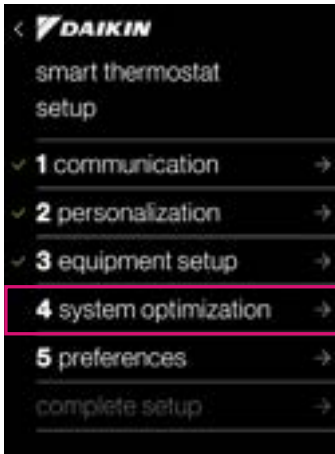 DAIKIN
smart thermostat
setup
1 communication
2 personalization
3 equipment setup
4 system optimization
5 preferences
complete setup